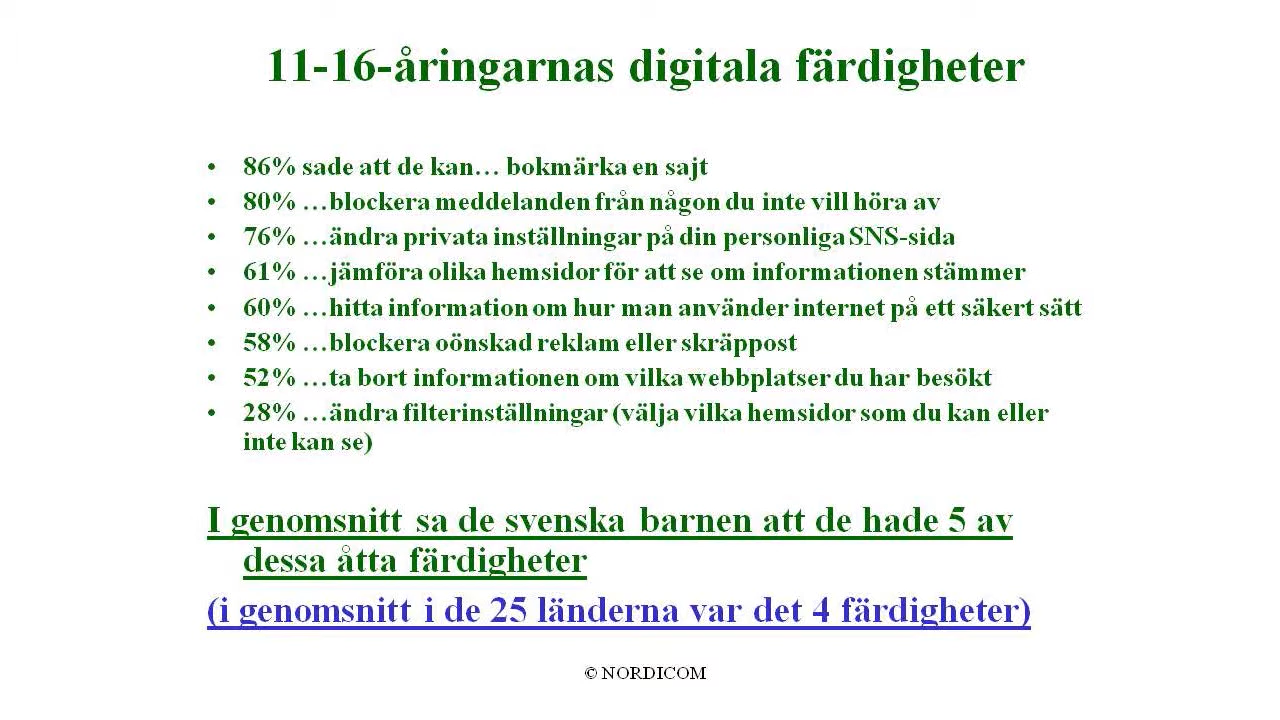 11-16-åringarnas digitala färdigheter
• 86% sade att de kan… bokmärka en sajt
• 80% …blockera meddelanden från någon du inte vill höra av
• 76% …ändra privata inställningar på din personliga SNS-sida
• 61% …jämföra olika hemsidor för att se om informationen stämmer
• 60% …hitta information om hur man använder internet på ett säkert sätt
• 58% …blockera oönskad reklam eller skräppost
• 52% …ta bort informationen om vilka webbplatser du har besökt
• 28% …ändra filterinställningar (välja vilka hemsidor som du kan eller
inte kan se)
I genomsnitt sa de svenska barnen att de hade 5 av
dessa åtta färdigheter
(i genomsnitt i de 25 länderna var det 4 färdigheter)
© NORDICOM